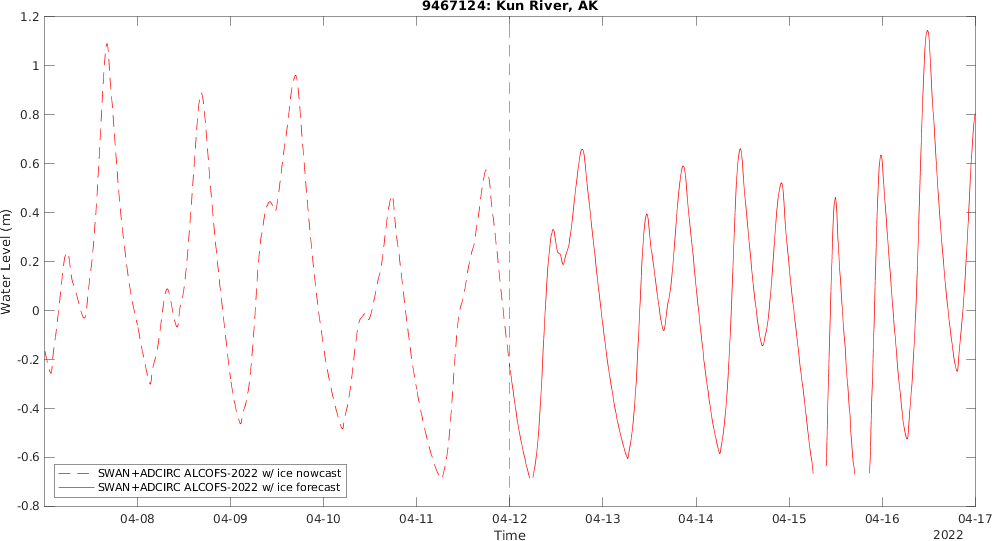 9467124: Kun River, AK
Water Level (m)
1.2
1
0.8
0.6
0.4
0.2
0
-0.2
-0.4
-0.6
-0.8
SWAN+ADCIRC ALCOFS-2022 w/ ice nowcast
SWAN+ADCIRC ALCOFS-2022 w/ ice forecast
04-08 04-09 04-10 04-11 04-12 04-13 04-14 04-15 04-16 04-17
Time
2022